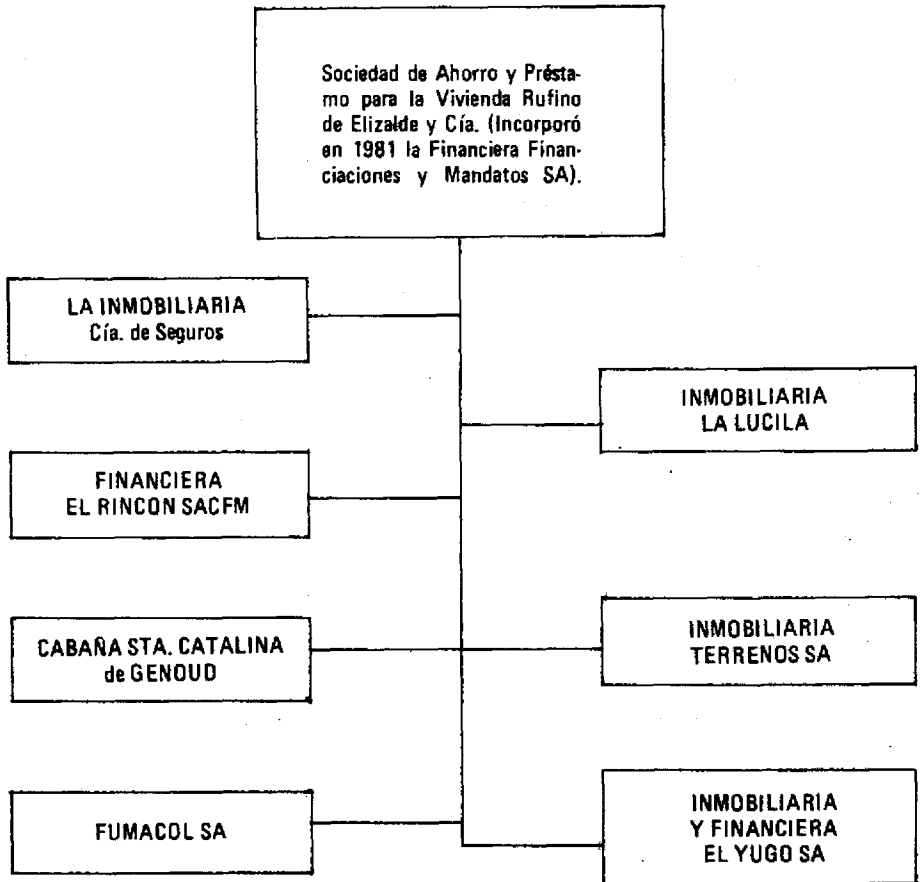 Sociedad de Ahorro y Présta-
mo para la Vivienda Rufino
de Elizalde y Cía. (Incorporó
en 1981 la Financiera Finan-
ciaciones y Mandatos SA).
LA INMOBILIARIA
Cía. de Seguros
INMOBILIARIA
LA LUCILA
FINANCIERA
EL RINCON SACFM
CABAÑA STA. CATALINA
de GENOUD
INMOBILIARIA
TERRENOS SA
FUMACOL SA
INMOBILIARIA
Y FINANCIERA
EL YUGO SA